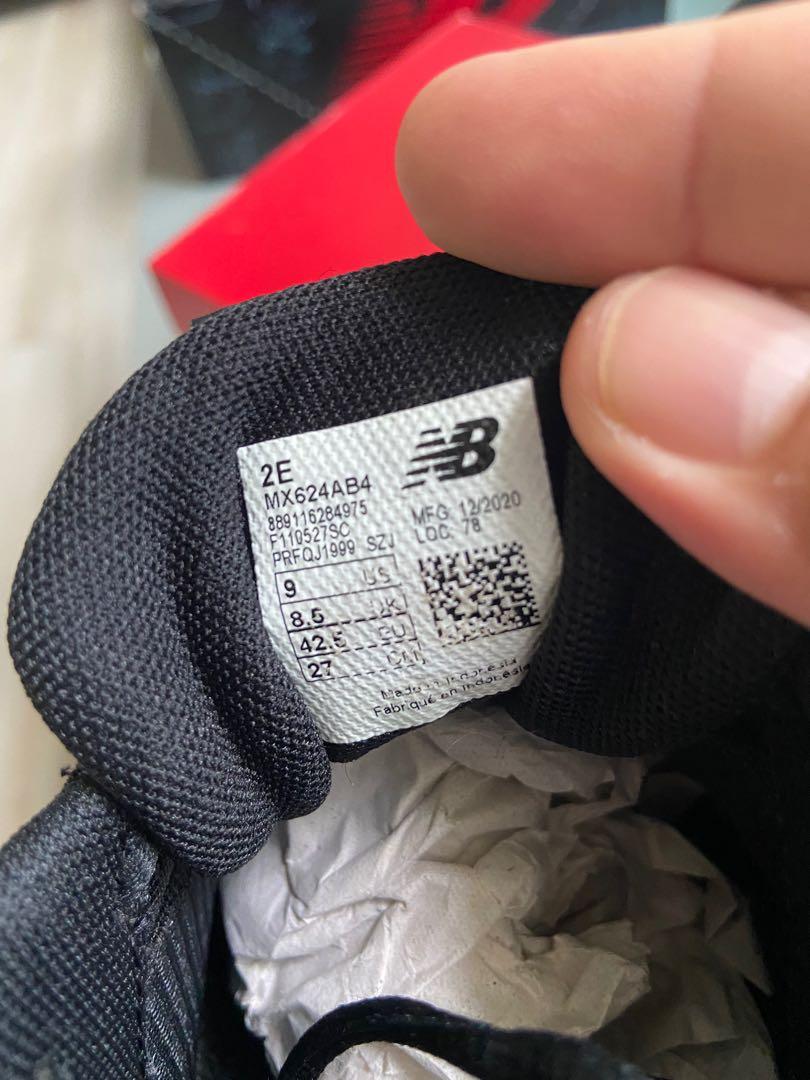 2E
MX624AB4
889116284975
F110527SC
PRFQJ1999 SZJ
NB
MFG 12/2020
LOC. 78
9 US
8.5 UK
42.5 EU
27 CM
Made in Indonesia
Fabriqué en Indonésie